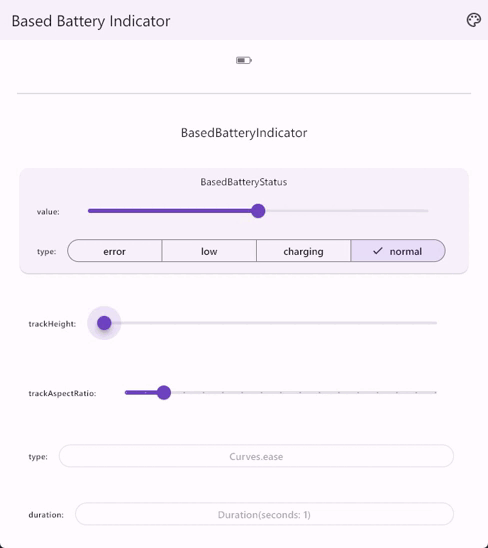 Based Battery Indicator
BasedBatteryIndicator
BasedBatteryStatus
value:
type: error low charging normal
trackHeight:
trackAspectRatio:
type: Curves.ease
duration: Duration(seconds: 1)